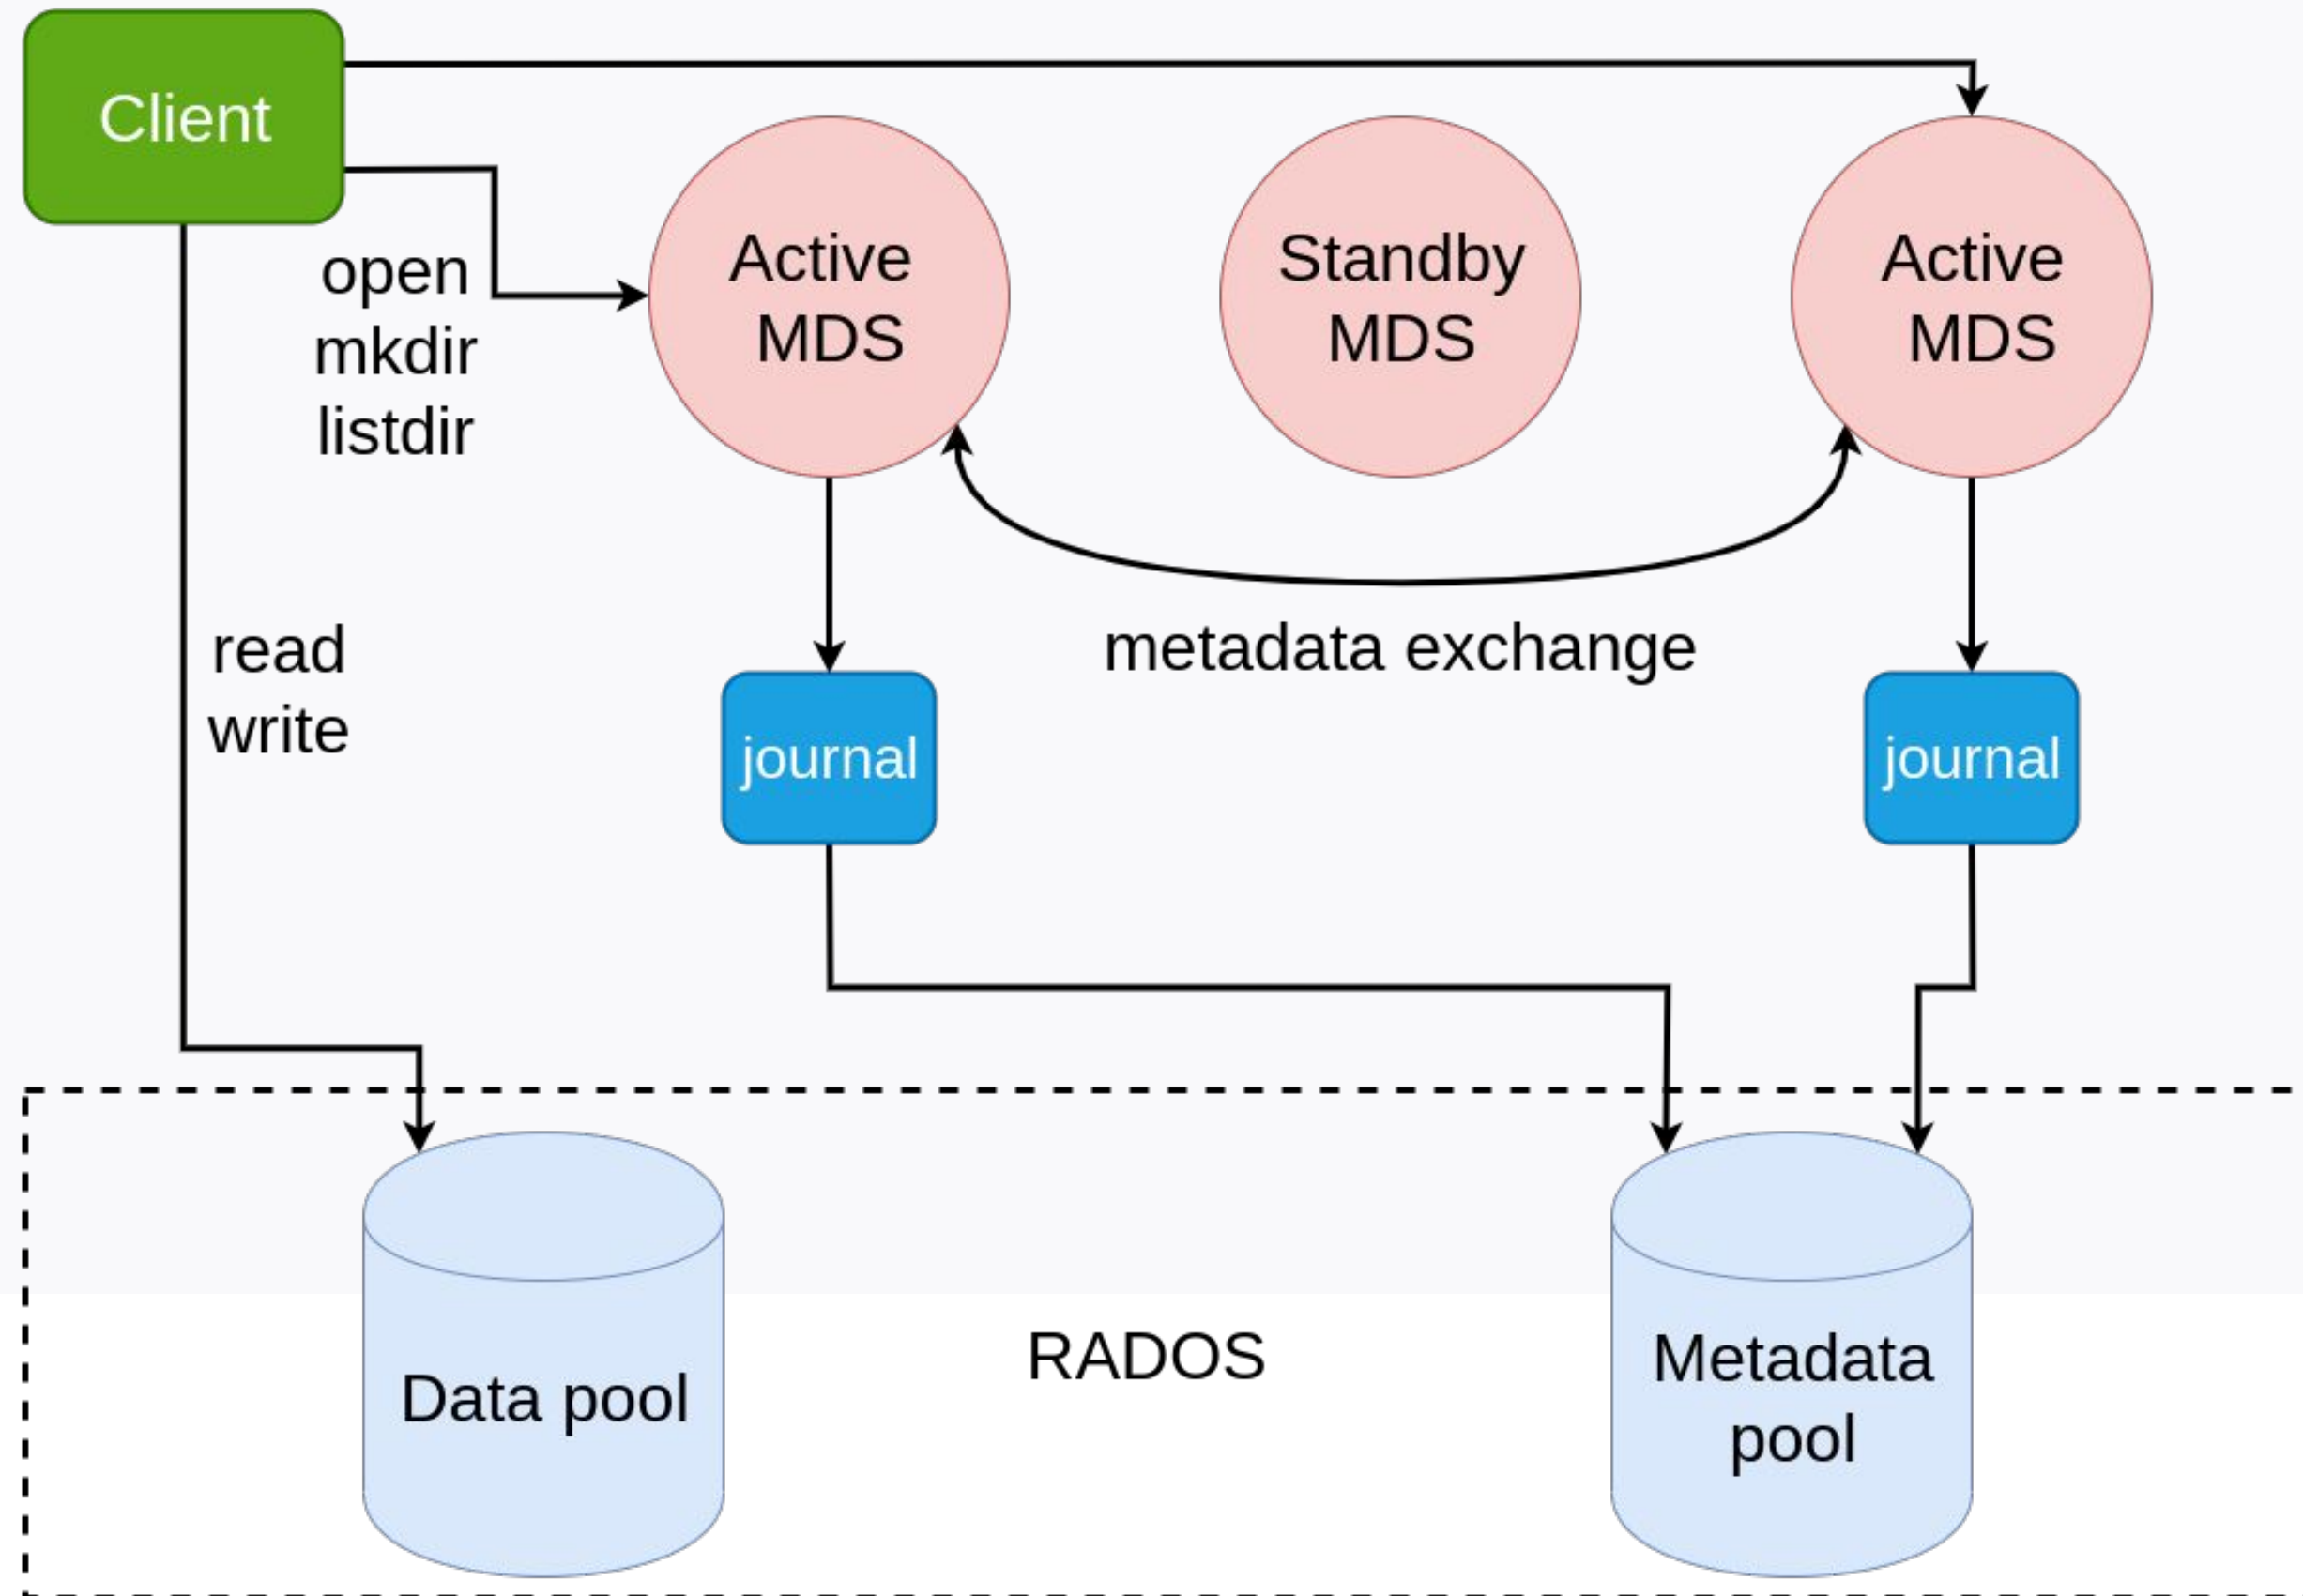 Client
open
mkdir
listdir
Active
MDS
Standby
MDS
Active
MDS
read
write
metadata exchange
journal
journal
RADOS
Data pool
Metadata
pool